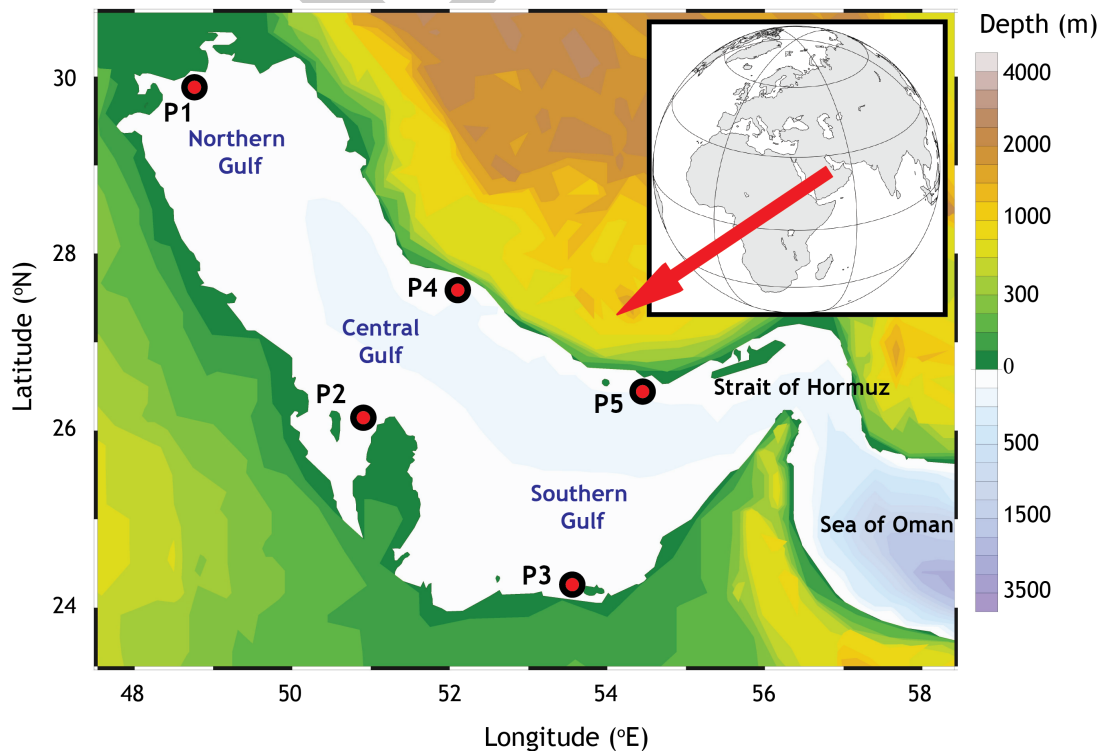 Depth (m)
4000
2000
1000
300
0
500
1500
3500
30
28
26
24
Latitude (oN)
P1
Northern
Gulf
P4
Central
Gulf
P2
P5
Strait of Hormuz
Southern
Gulf
Sea of Oman
P3
48
50
52
54
56
58
Longitude (oE)